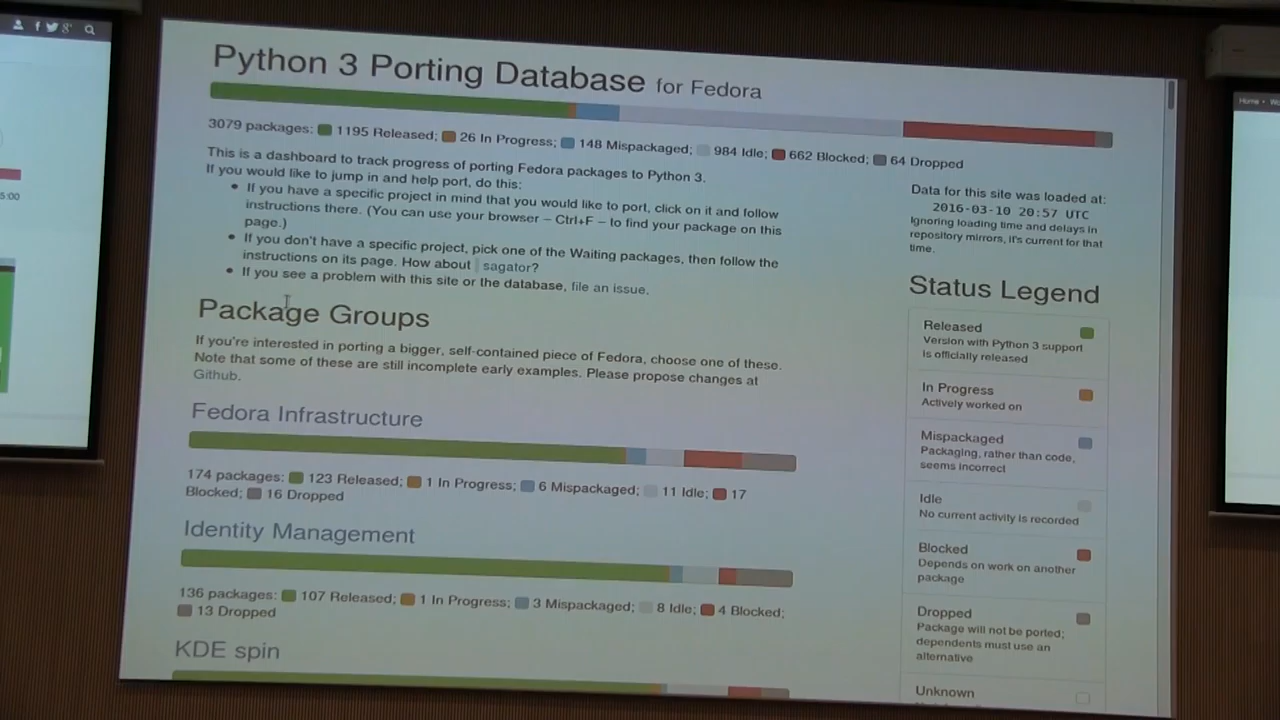 Python 3 Porting Database for Fedora
3079 packages: 1195 Released; 26 In Progress; 148 Mispackaged; 984 Idle; 662 Blocked; 64 Dropped
This is a dashboard to track progress of porting Fedora packages to Python 3.
If you would like to jump in and help port, do this:
If you have a specific project in mind that you would like to port, click on it and follow
instructions there. (You can use your browser – Ctrl+F – to find your package on this
page.)
If you don't have a specific project, pick one of the Waiting packages, then follow the
instructions on its page. How about sagator?
If you see a problem with this site or the database, file an issue.
Package Groups
If you're interested in porting a bigger, self-contained piece of Fedora, choose one of these.
Note that some of these are still incomplete early examples. Please propose changes at
Github.
Fedora Infrastructure
174 packages: 123 Released; 1 In Progress; 6 Mispackaged; 11 Idle; 17
Blocked; 16 Dropped
Identity Management
136 packages: 107 Released; 1 In Progress; 3 Mispackaged; 8 Idle; 4 Blocked;
13 Dropped
KDE spin
Data for this site was loaded at:
2016-03-10 20:57 UTC
Ignoring loading time and delays in
repository mirrors, it's current for that
time.
Status Legend
Released
Version with Python 3 support
is officially released
In Progress
Actively worked on
Mispackaged
Packaging, rather than code,
seems incorrect
Idle
No current activity is recorded
Blocked
Depends on work on another
package
Dropped
Package will not be ported;
dependents must use an
alternative
Unknown
5:00
Home